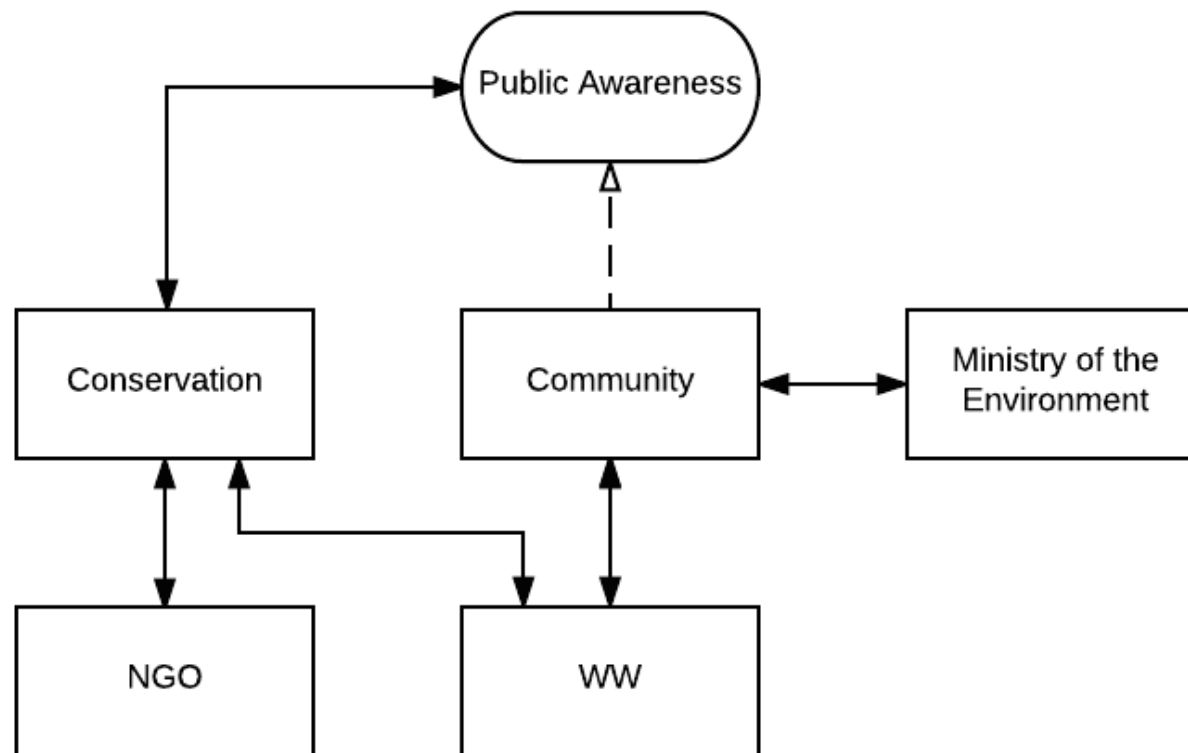 Public Awareness
Conservation
Community
Ministry of the
Environment
NGO
WW